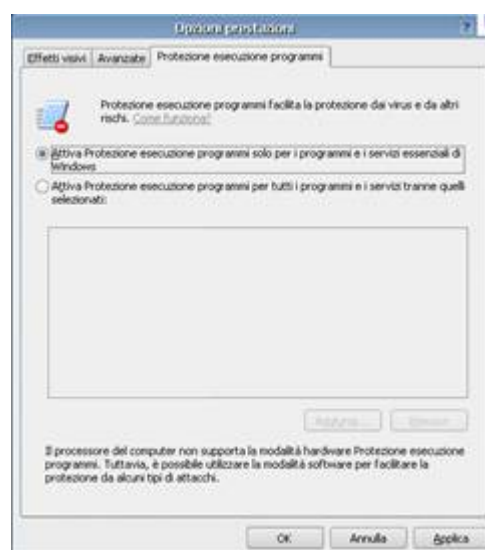 Opzioni prestazioni
Effetti visivi Avanzate Protezione esecuzione programmi
Protezione esecuzione programmi facilita la protezione dai virus e da altri
rischi. Come funziona?
Attiva Protezione esecuzione programmi solo per i programmi e i servizi essenziali di
Windows
Attiva Protezione esecuzione programmi per tutti i programmi e i servizi tranne quelli
selezionati:
Aggiungi... Rimuovi
Il processore del computer non supporta la modalità hardware Protezione esecuzione
programmi. Tuttavia, è possibile utilizzare la modalità software per facilitare la
protezione da alcuni tipi di attacchi.
OK Annulla Applica